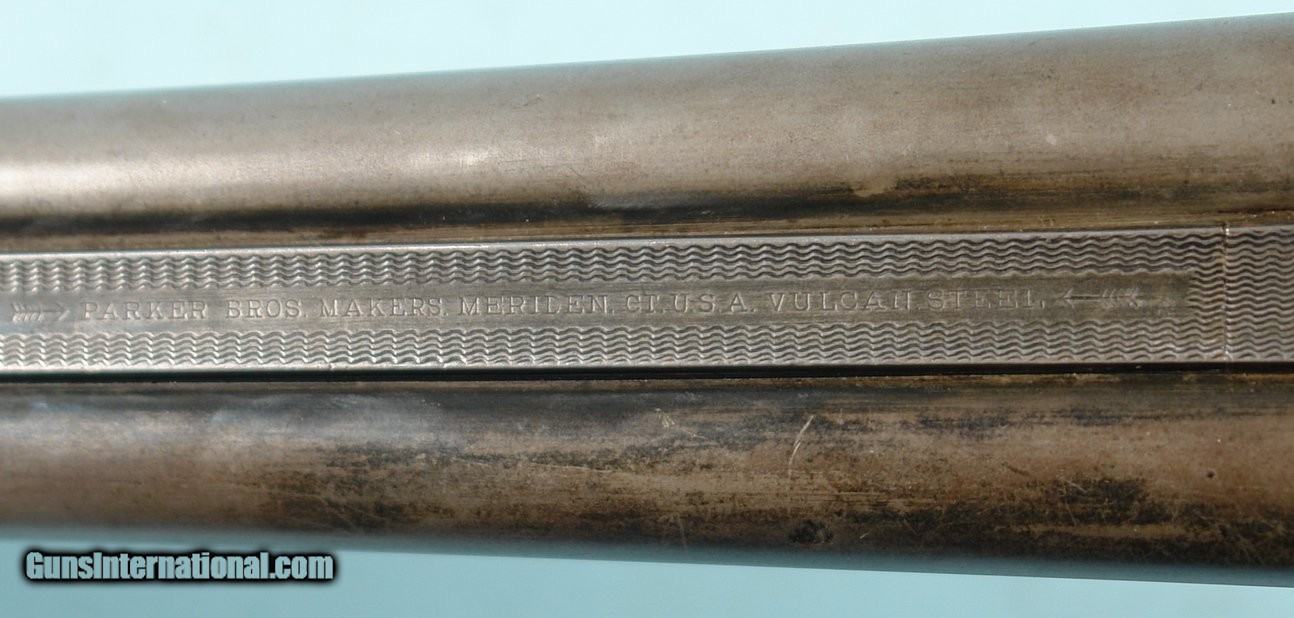 PARKER BROS. MAKERS. MERIDEN, CT.U.S.A. VULCAN STEEL.
GunsInternational.com